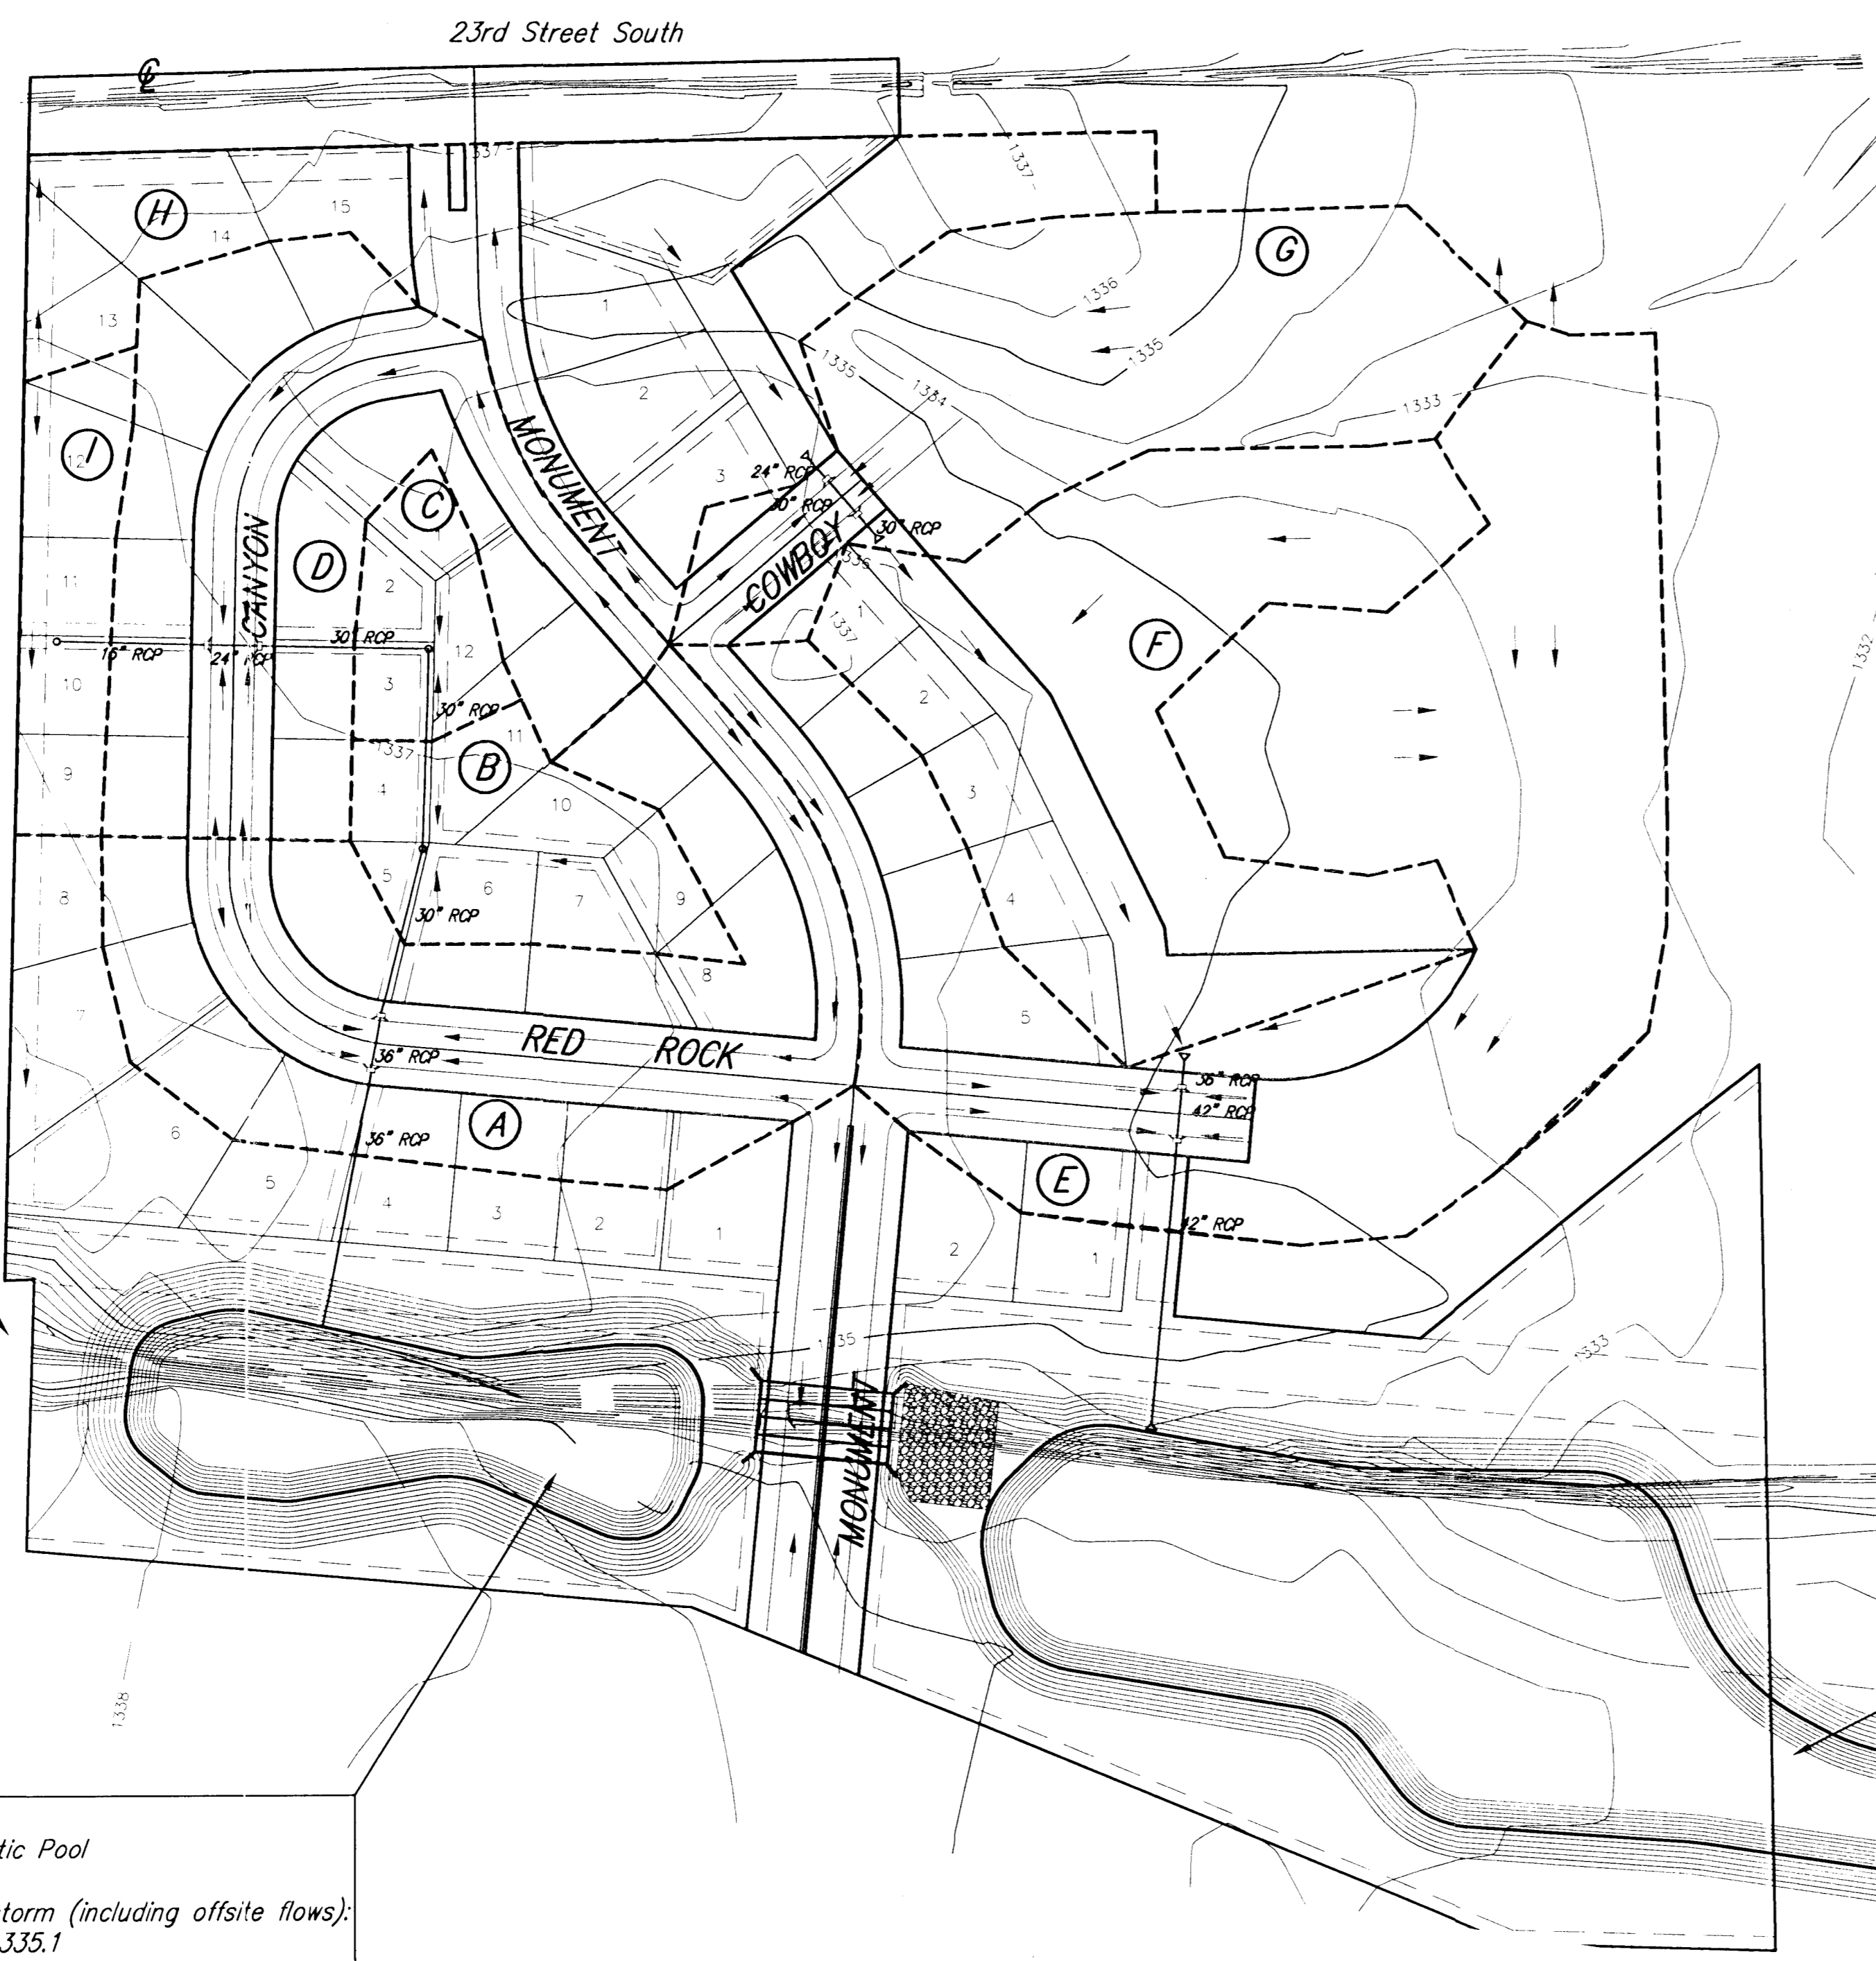 23rd Street South
℄
337
1337
H
15
14
G
1336
13
1
1335
1335
1334
1333
2
MONUMENT
3
24" RCP
30" RCP
30" RCP
12
I
C
CANYON
D
COWBOY
1336
11
2
1337
1
F
1332
30" RCP
16" RCP
12
10
3
2
30" RCP
1337
11
B
9
4
10
3
8
5
6
7
9
4
30" RCP
8
7
5
RED ROCK
36" RCP
36" RCP
42" RCP
A
36" RCP
6
E
5
4
3
2
1
2
1
42" RCP
1335
1333
MONUMENT
1338
tic Pool
torm (including offsite flows):
335.1